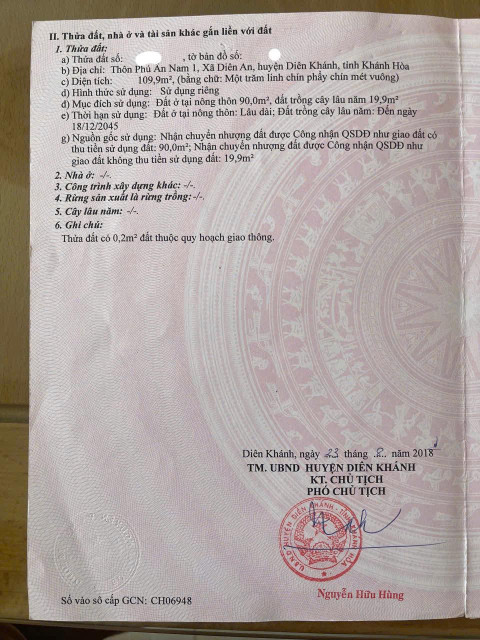 II. Thửa đất, nhà ở và tài sản khác gắn liền với đất
1. Thửa đất:
a) Thửa đất số: , tờ bản đồ số:
b) Địa chỉ: Thôn Phú Ân Nam 1, Xã Diên An, huyện Diên Khánh, tỉnh Khánh Hòa
c) Diện tích: 109,9m², (bằng chữ: Một trăm linh chín phẩy chín mét vuông)
d) Hình thức sử dụng: Sử dụng riêng
đ) Mục đích sử dụng: Đất ở tại nông thôn 90,0m², đất trồng cây lâu năm 19,9m²
e) Thời hạn sử dụng: Đất ở tại nông thôn: Lâu dài; Đất trồng cây lâu năm: Đến ngày
18/12/2045
g) Nguồn gốc sử dụng: Nhận chuyển nhượng đất được Công nhận QSDĐ như giao đất có
thu tiền sử dụng đất: 90,0m²; Nhận chuyển nhượng đất được Công nhận QSDĐ như
giao đất không thu tiền sử dụng đất: 19,9m²
2. Nhà ở: -/-.
3. Công trình xây dựng khác: -/-.
4. Rừng sản xuất là rừng trồng: -/-.
5. Cây lâu năm: -/-.
6. Ghi chú:
Thửa đất có 0,2m² đất thuộc quy hoạch giao thông.
Diên Khánh, ngày 23 tháng 2 năm 2018
TM. UBND HUYỆN DIÊN KHÁNH
KT. CHỦ TỊCH
PHÓ CHỦ TỊCH
U.B.N.D HUYỆN DIÊN KHÁNH - TỈNH KHÁNH HÒA
Nguyễn Hữu Hùng
Số vào sổ cấp GCN: CH06948